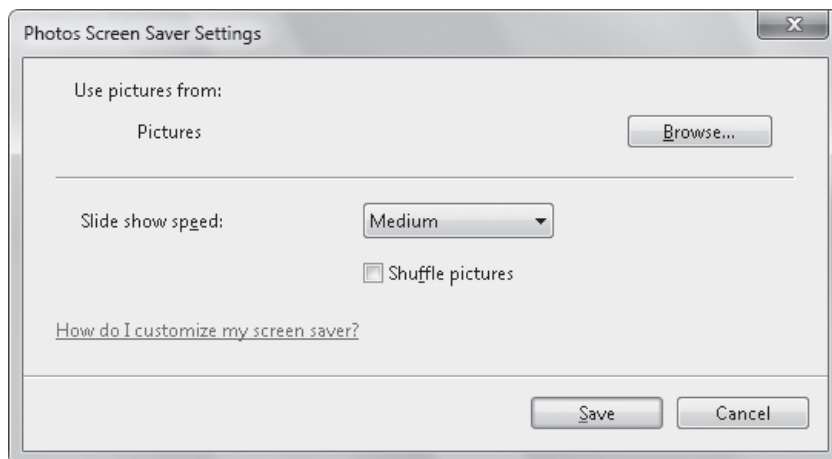 Photos Screen Saver Settings
Use pictures from:
Pictures
Browse...
Slide show speed:
Medium
Shuffle pictures
How do I customize my screen saver?
Save
Cancel